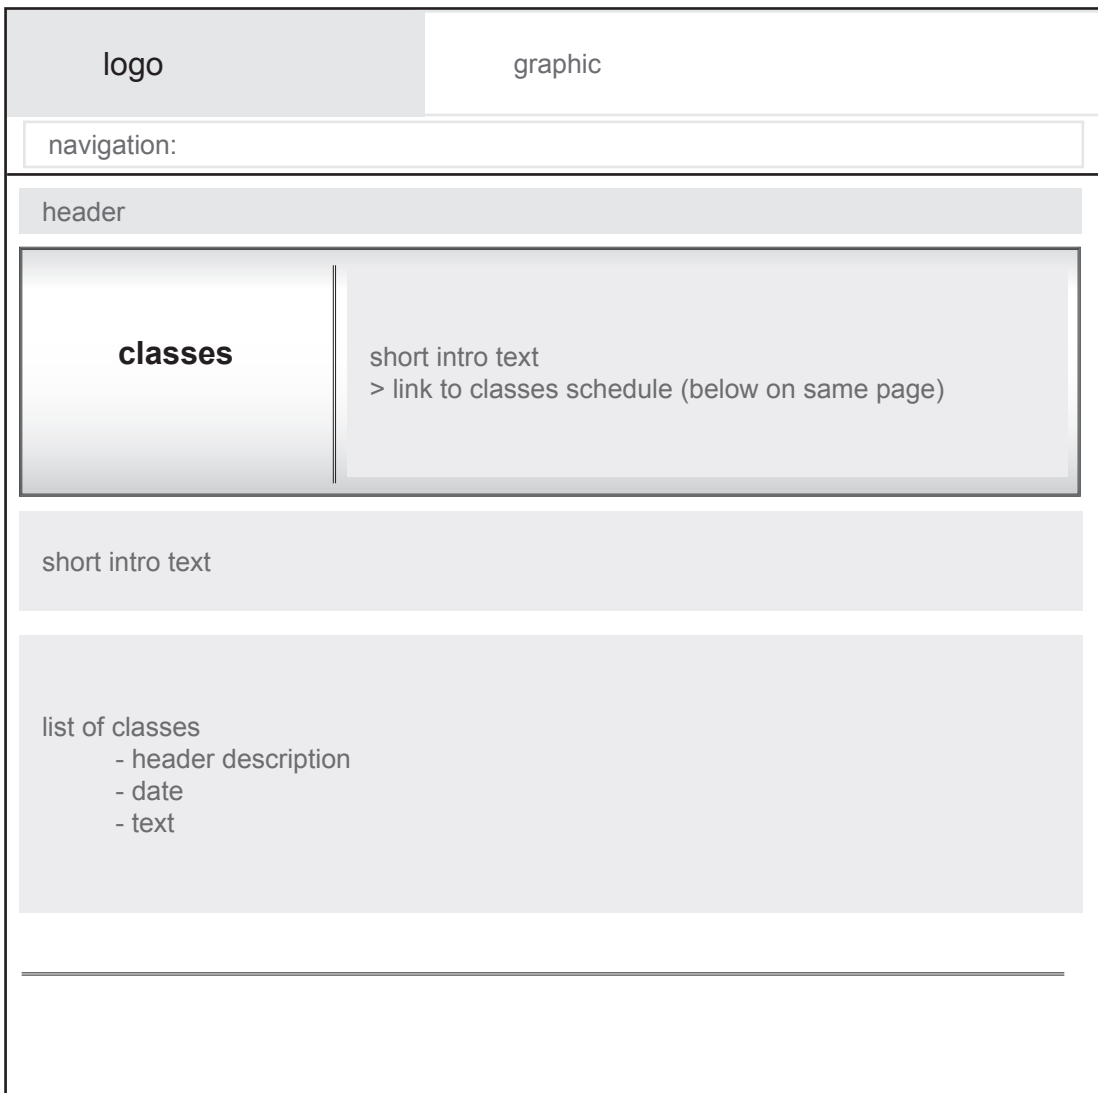 logo
graphic
navigation:
header
classes
short intro text
> link to classes schedule (below on same page)
short intro text
list of classes
- header description
- date
- text